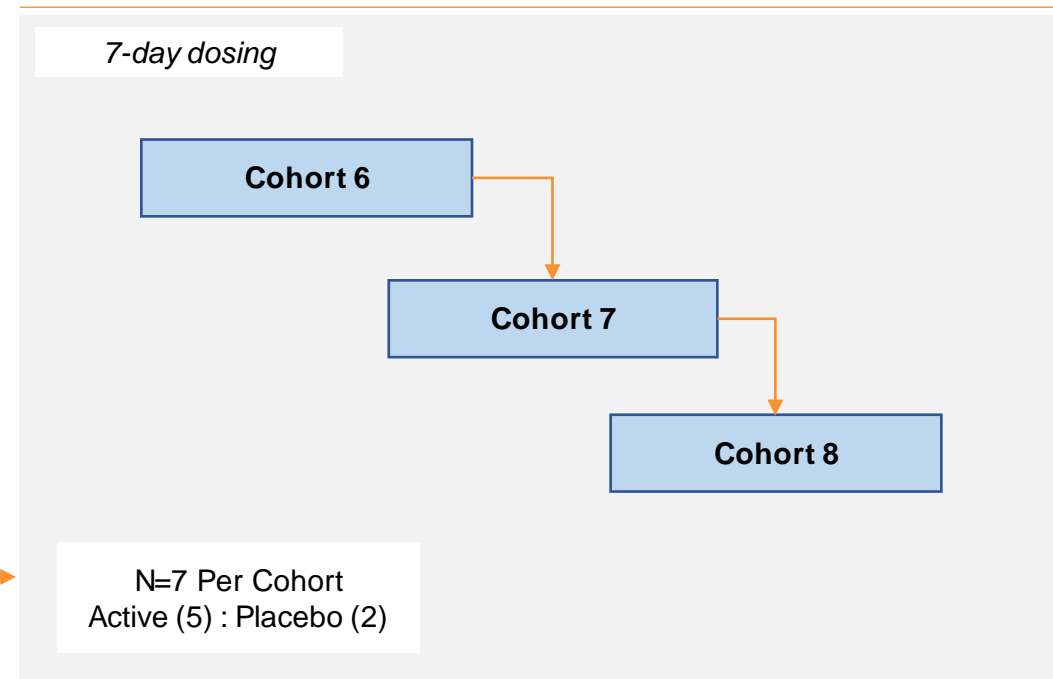 7-day dosing
Cohort 6
Cohort 7
Cohort 8
N=7 Per Cohort
Active (5) : Placebo (2)